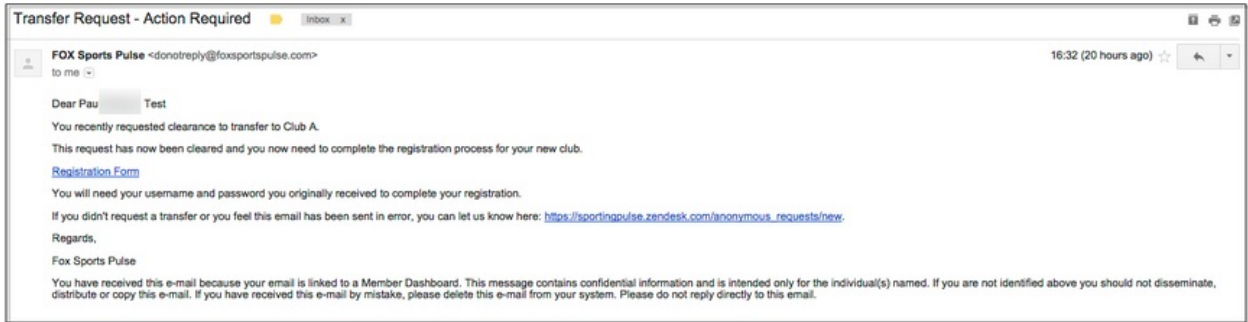 Transfer Request - Action Required Inbox x
FOX Sports Pulse <donotreply@foxsportspulse.com> 16:32 (20 hours ago)
to me
Dear Pau Test
You recently requested clearance to transfer to Club A.
This request has now been cleared and you now need to complete the registration process for your new club.
Registration Form
You will need your username and password you originally received to complete your registration.
If you didn't request a transfer or you feel this email has been sent in error, you can let us know here: https://sportingpulse.zendesk.com/anonymous_requests/new.
Regards,
Fox Sports Pulse
You have received this e-mail because your email is linked to a Member Dashboard. This message contains confidential information and is intended only for the individual(s) named. If you are not identified above you should not disseminate,
distribute or copy this e-mail. If you have received this e-mail by mistake, please delete this e-mail from your system. Please do not reply directly to this email.